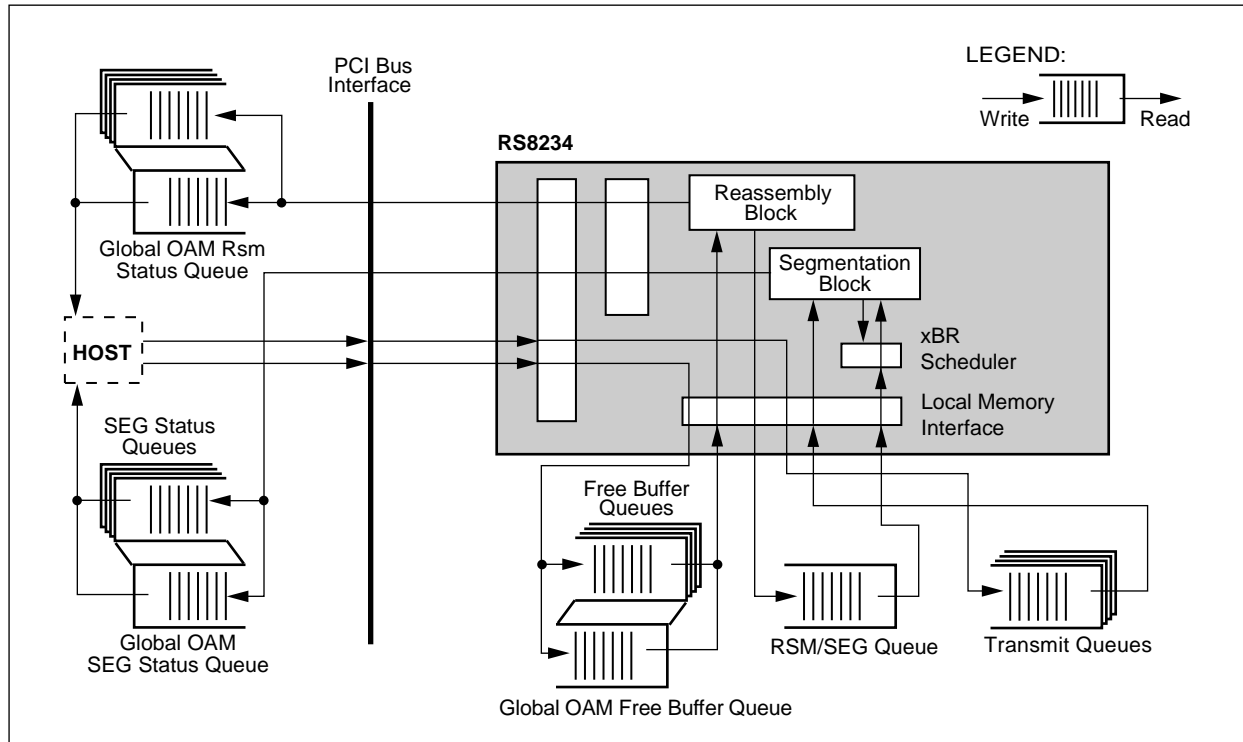 PCI Bus
Interface
LEGEND:
Write
Read
RS8234
Reassembly
Block
Global OAM Rsm
Status Queue
Segmentation
Block
HOST
xBR
Scheduler
Local Memory
Interface
SEG Status
Queues
Free Buffer
Queues
Global OAM
SEG Status Queue
RSM/SEG Queue
Transmit Queues
Global OAM Free Buffer Queue